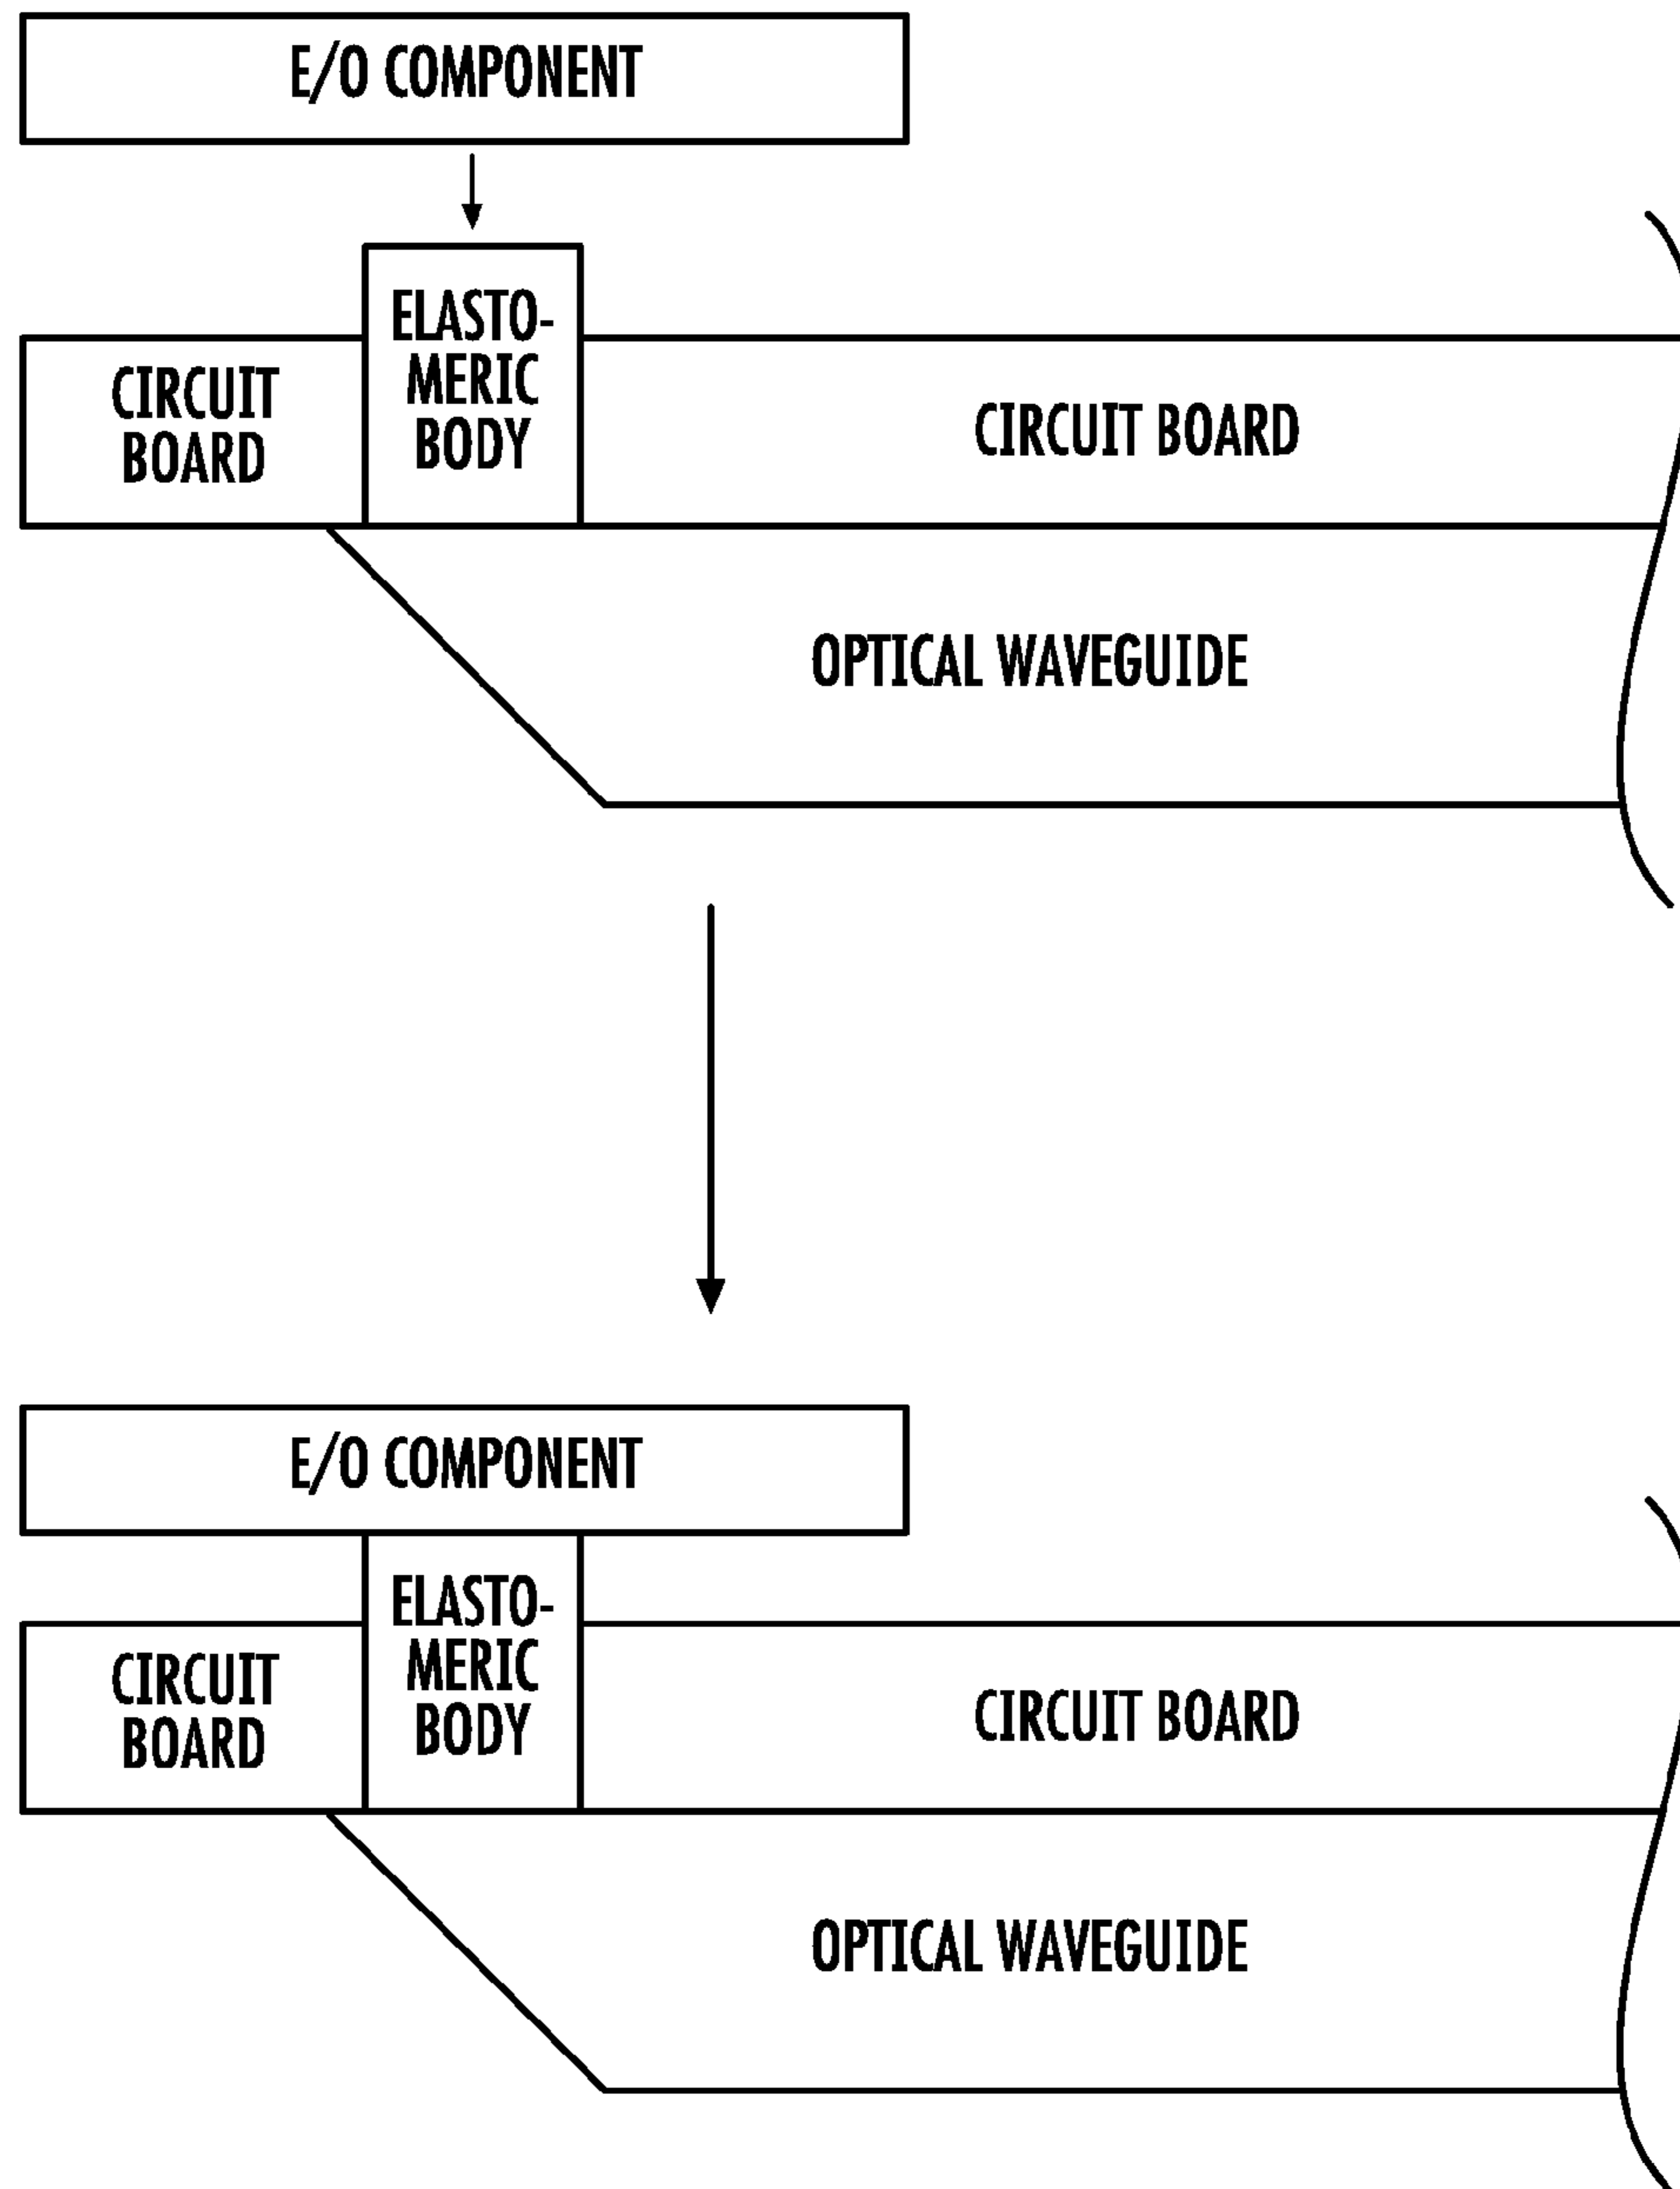 E/O COMPONENT
ELASTO-
MERIC
BODY
CIRCUIT
BOARD
CIRCUIT BOARD
OPTICAL WAVEGUIDE
E/O COMPONENT
ELASTO-
MERIC
BODY
CIRCUIT
BOARD
CIRCUIT BOARD
OPTICAL WAVEGUIDE